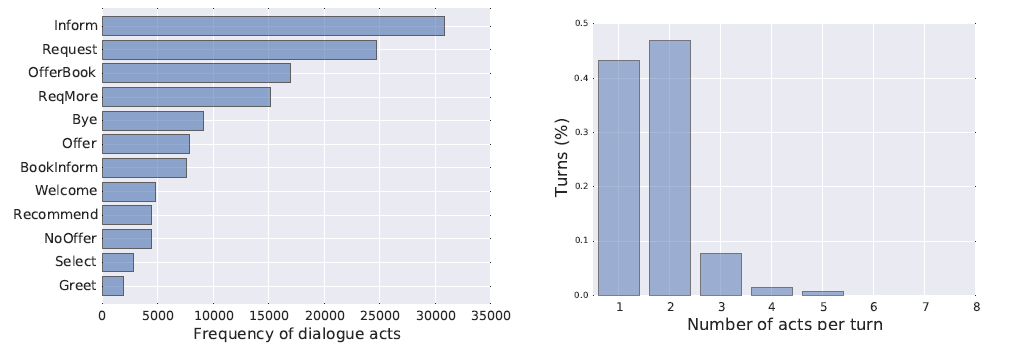 Inform
Request
OfferBook
ReqMore
Bye
Offer
BookInform
Welcome
Recommend
NoOffer
Select
Greet
0 5000 10000 15000 20000 25000 30000 35000
Frequency of dialogue acts
0.5
0.4
0.3
0.2
0.1
0.0
Turns (%)
1 2 3 4 5 6 7 8
Number of acts per turn